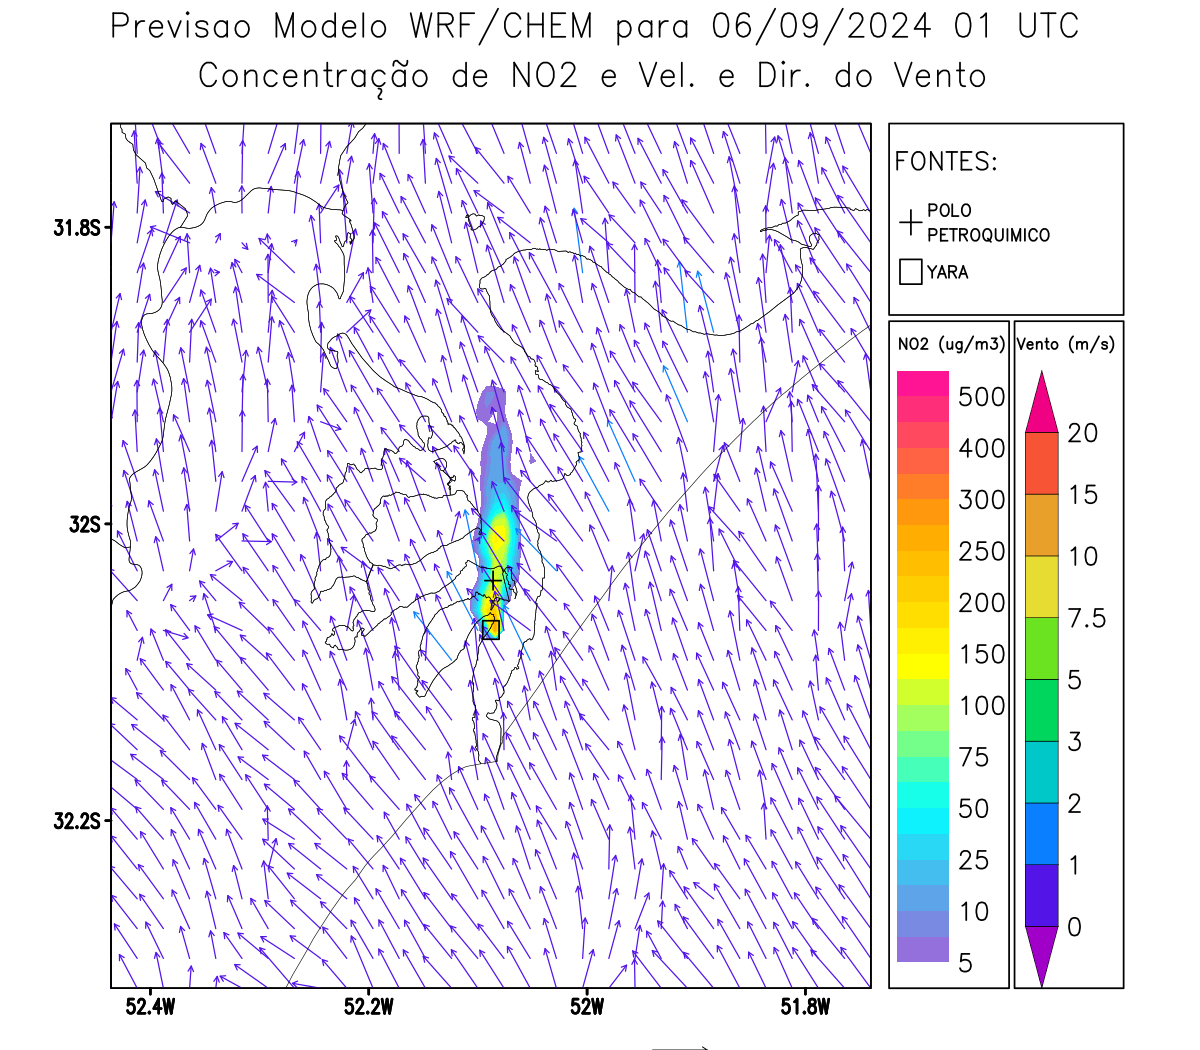 Previsao Modelo WRF/CHEM para 06/09/2024 01 UTC
Concentração de NO2 e Vel. e Dir. do Vento
FONTES:
POLO
PETROQUIMICO
YARA
NO2 (ug/m3)
500
400
300
250
200
150
100
75
50
25
10
5
Vento (m/s)
20
15
10
7.5
5
3
2
1
0
31.8S
32S
32.2S
52.4W
52.2W
52W
51.8W